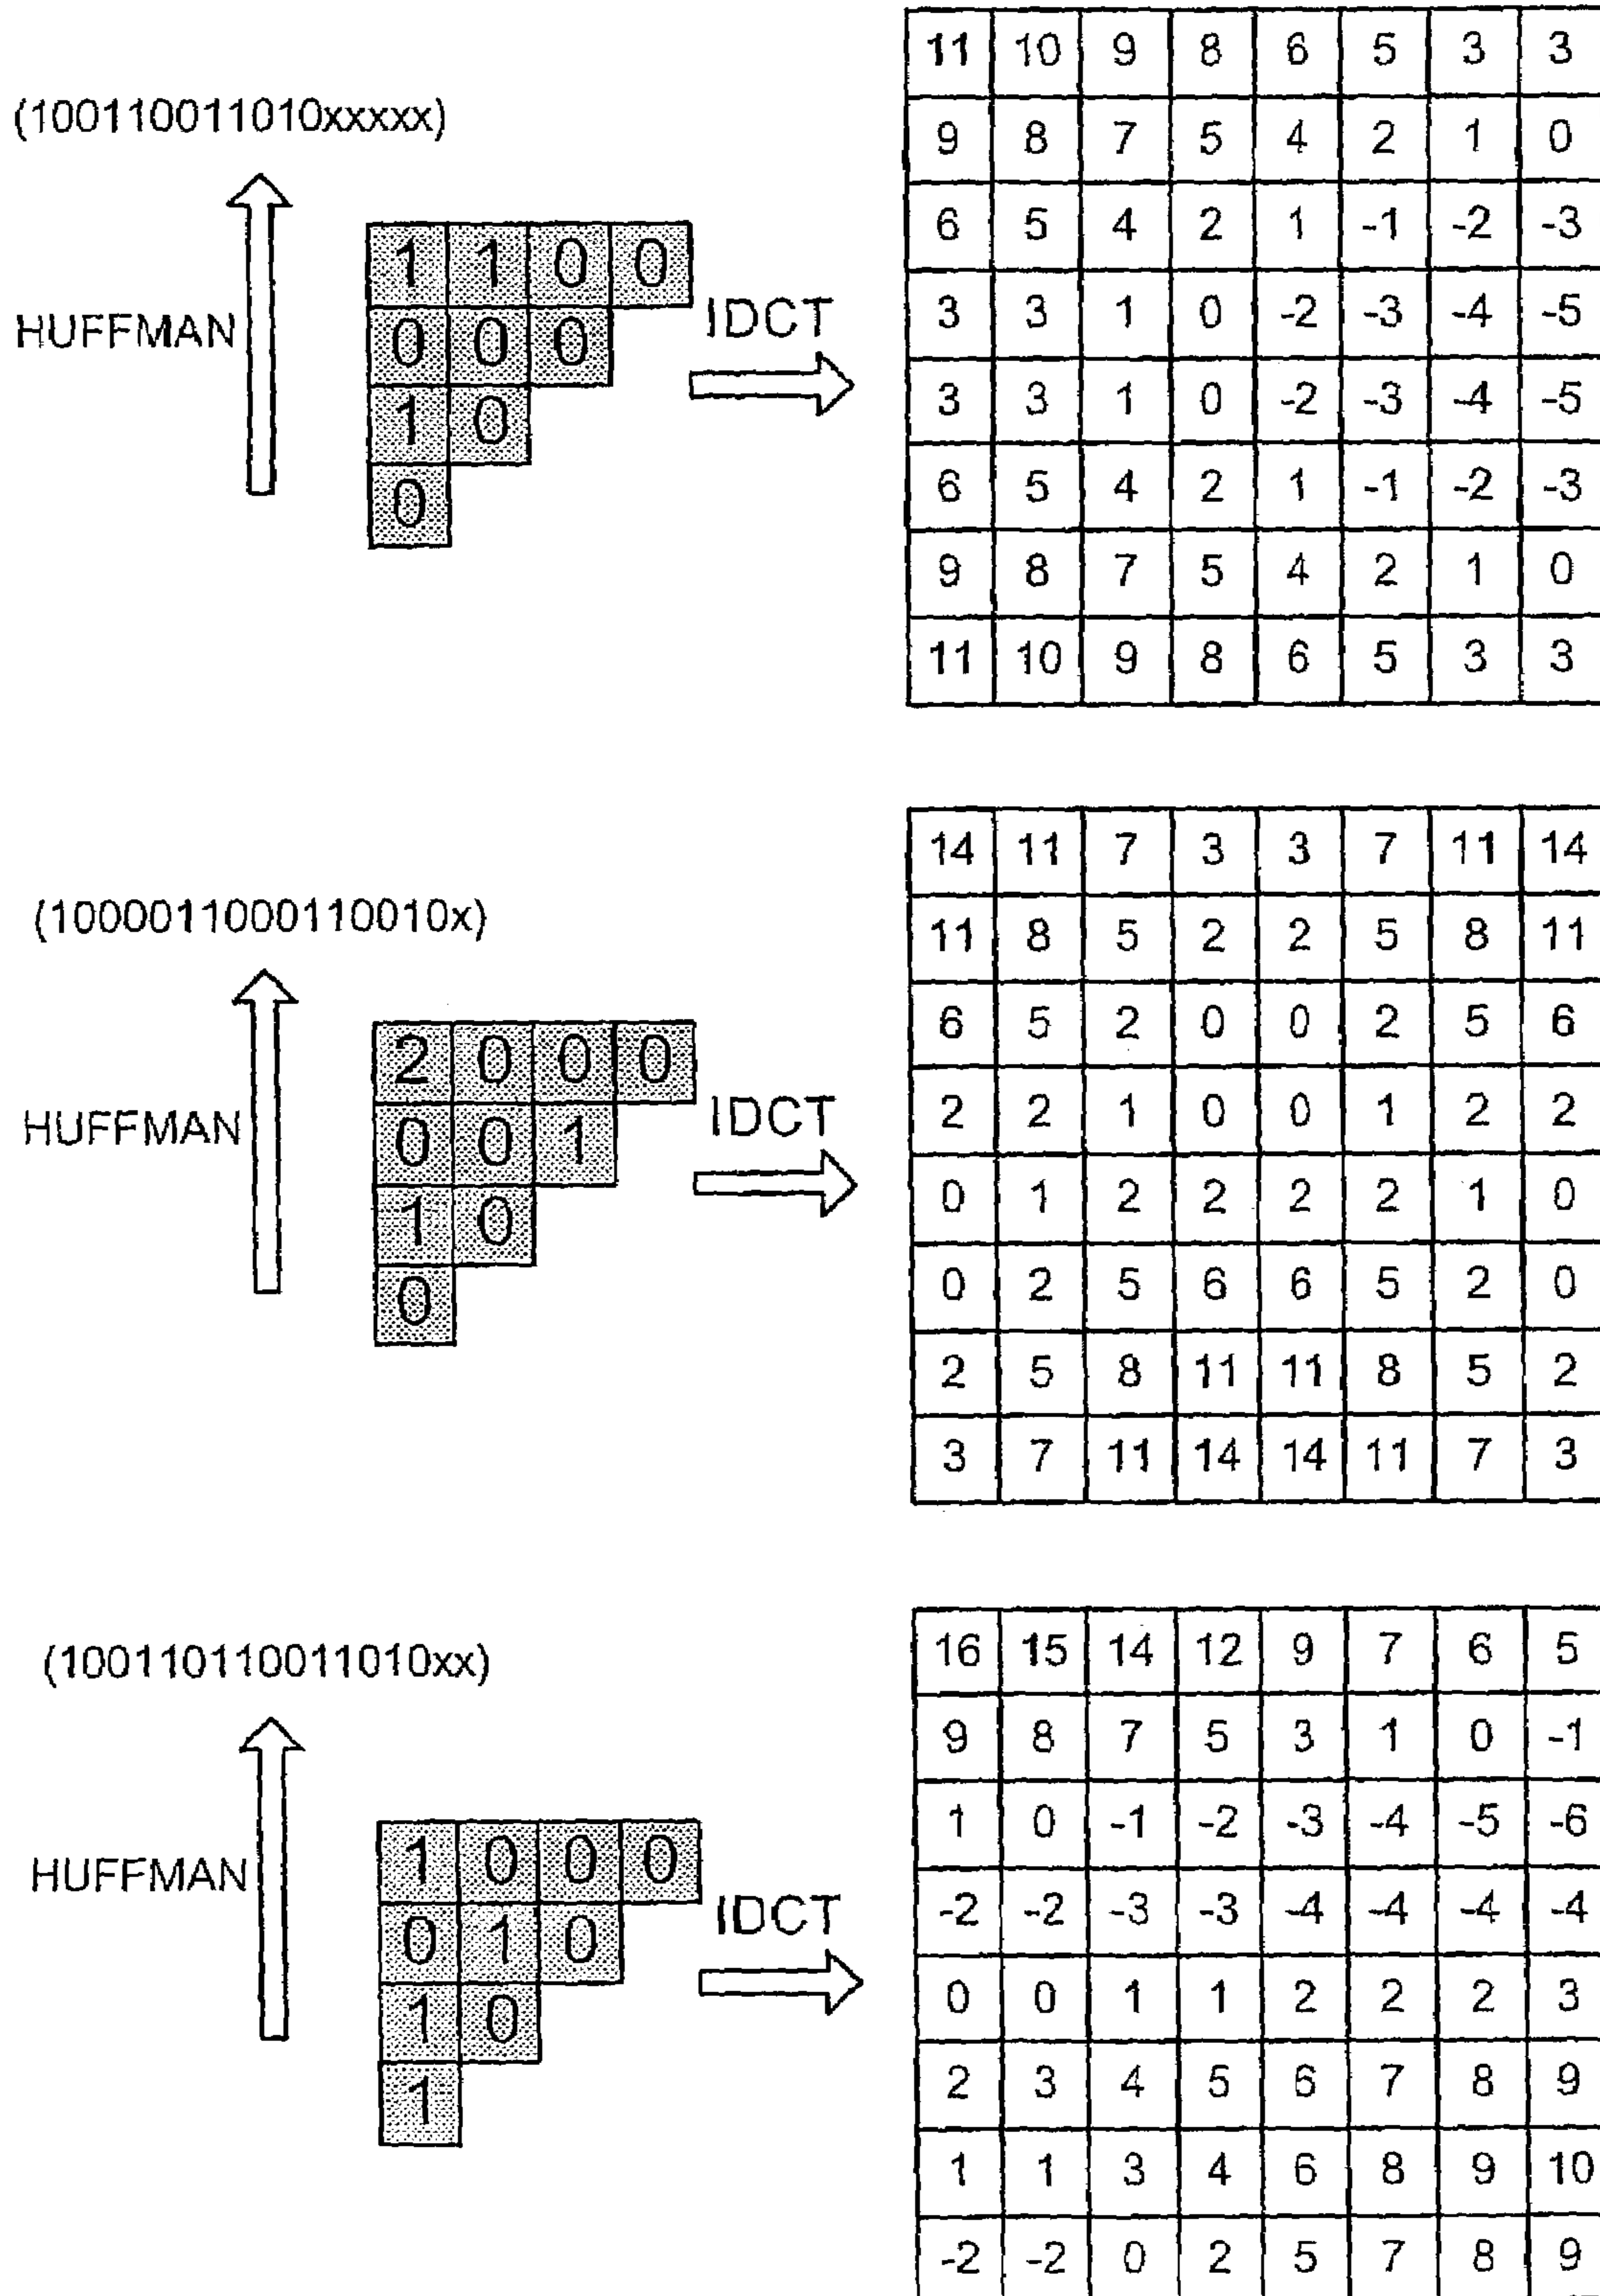 (100110011010xxxxx)
HUFFMAN
1 1 0 0
0 0 0
1 0
0
IDCT
11 10 9 8 6 5 3 3
9 8 7 5 4 2 1 0
6 5 4 2 1 -1 -2 -3
3 3 1 0 -2 -3 -4 -5
3 3 1 0 -2 -3 -4 -5
6 5 4 2 1 -1 -2 -3
9 8 7 5 4 2 1 0
11 10 9 8 6 5 3 3
(1000011000110010x)
HUFFMAN
2 0 0 0
0 0 1
1 0
0
IDCT
14 11 7 3 3 7 11 14
11 8 5 2 2 5 8 11
6 5 2 0 0 2 5 6
2 2 1 0 0 1 2 2
0 1 2 2 2 2 1 0
0 2 5 6 6 5 2 0
2 5 8 11 11 8 5 2
3 7 11 14 14 11 7 3
(100110110011010xx)
HUFFMAN
1 0 0 0
0 1 0
1 0
1
IDCT
16 15 14 12 9 7 6 5
9 8 7 5 3 1 0 -1
1 0 -1 -2 -3 -4 -5 -6
-2 -2 -3 -3 -4 -4 -4 -4
0 0 1 1 2 2 2 3
2 3 4 5 6 7 8 9
1 1 3 4 6 8 9 10
-2 -2 0 2 5 7 8 9